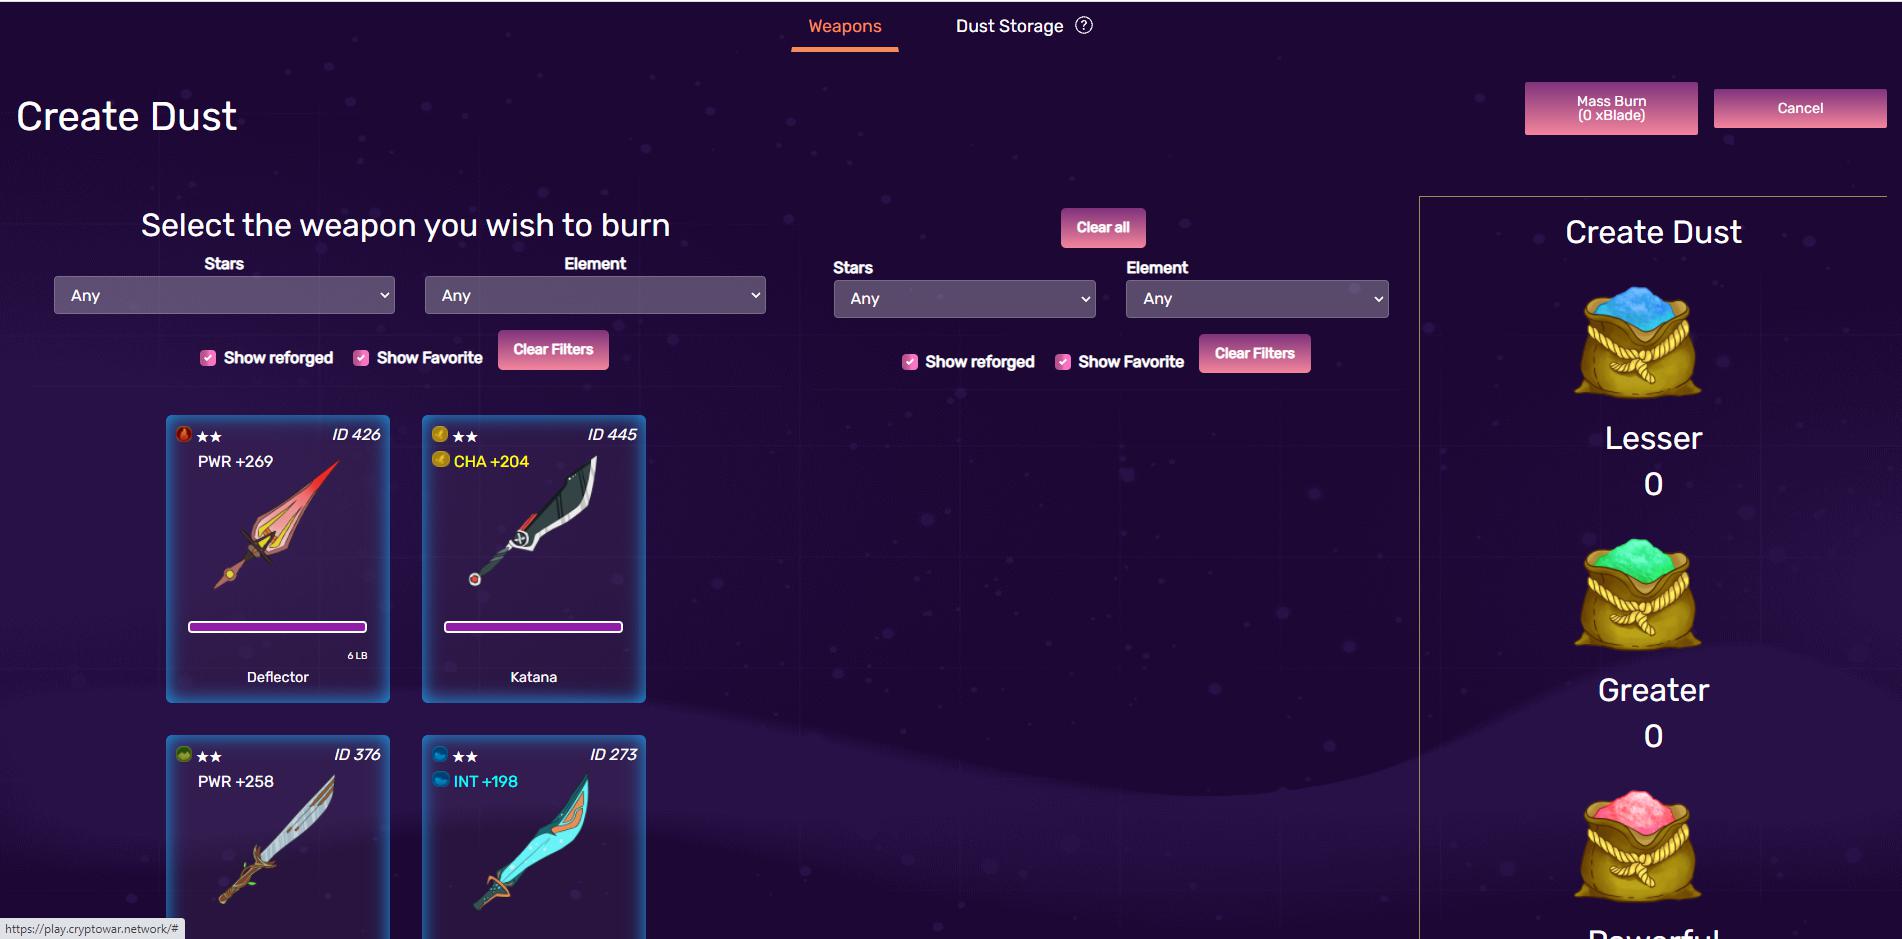 Weapons
Dust Storage ?
Create Dust
Mass Burn
(0 xBlade)
Cancel
Select the weapon you wish to burn
Stars
Element
Any
Any
Show reforged
Show Favorite
Clear Filters
ID 426
PWR +269
6 LB
Deflector
ID 445
CHA +204
Katana
ID 376
PWR +258
ID 273
INT +198
Clear all
Stars
Element
Any
Any
Show reforged
Show Favorite
Clear Filters
Create Dust
Lesser
0
Greater
0
Powerful
https://play.cryptowar.network/#